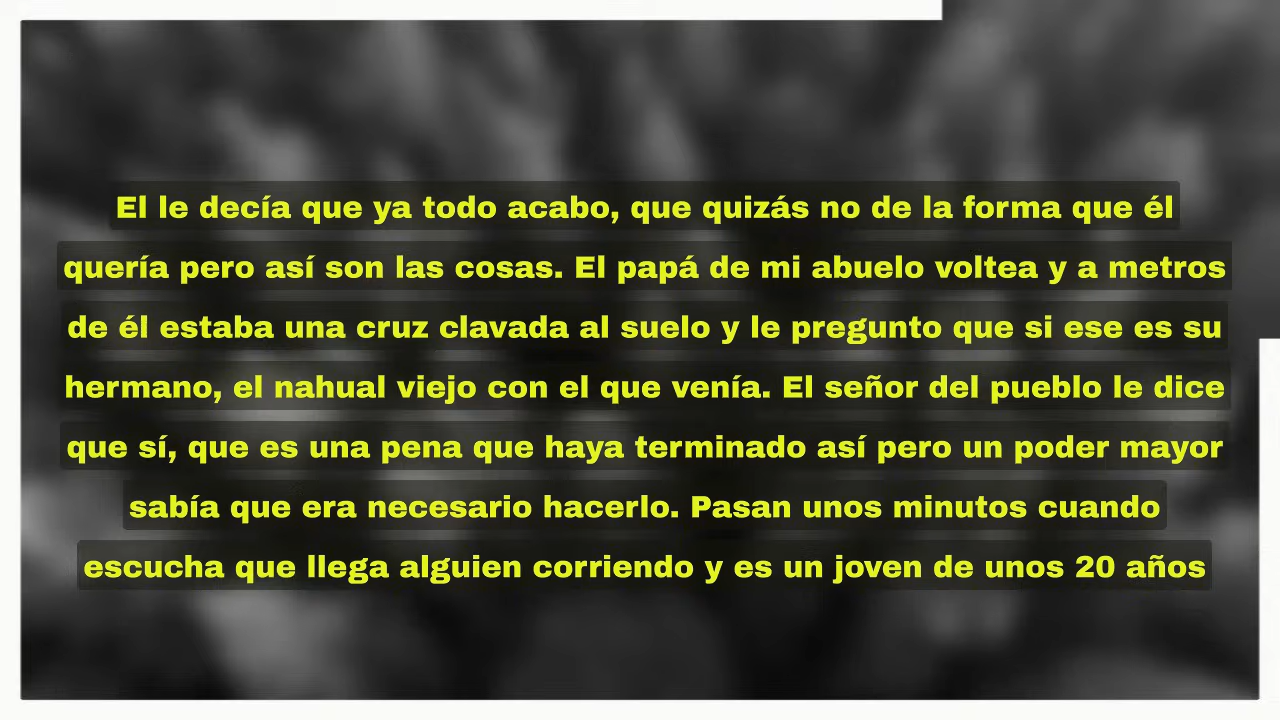 El le decía que ya todo acabo, que quizás no de la forma que él
quería pero así son las cosas. El papá de mi abuelo voltea y a metros
de él estaba una cruz clavada al suelo y le pregunto que si ese es su
hermano, el nahual viejo con el que venía. El señor del pueblo le dice
que sí, que es una pena que haya terminado así pero un poder mayor
sabía que era necesario hacerlo. Pasan unos minutos cuando
escucha que llega alguien corriendo y es un joven de unos 20 años